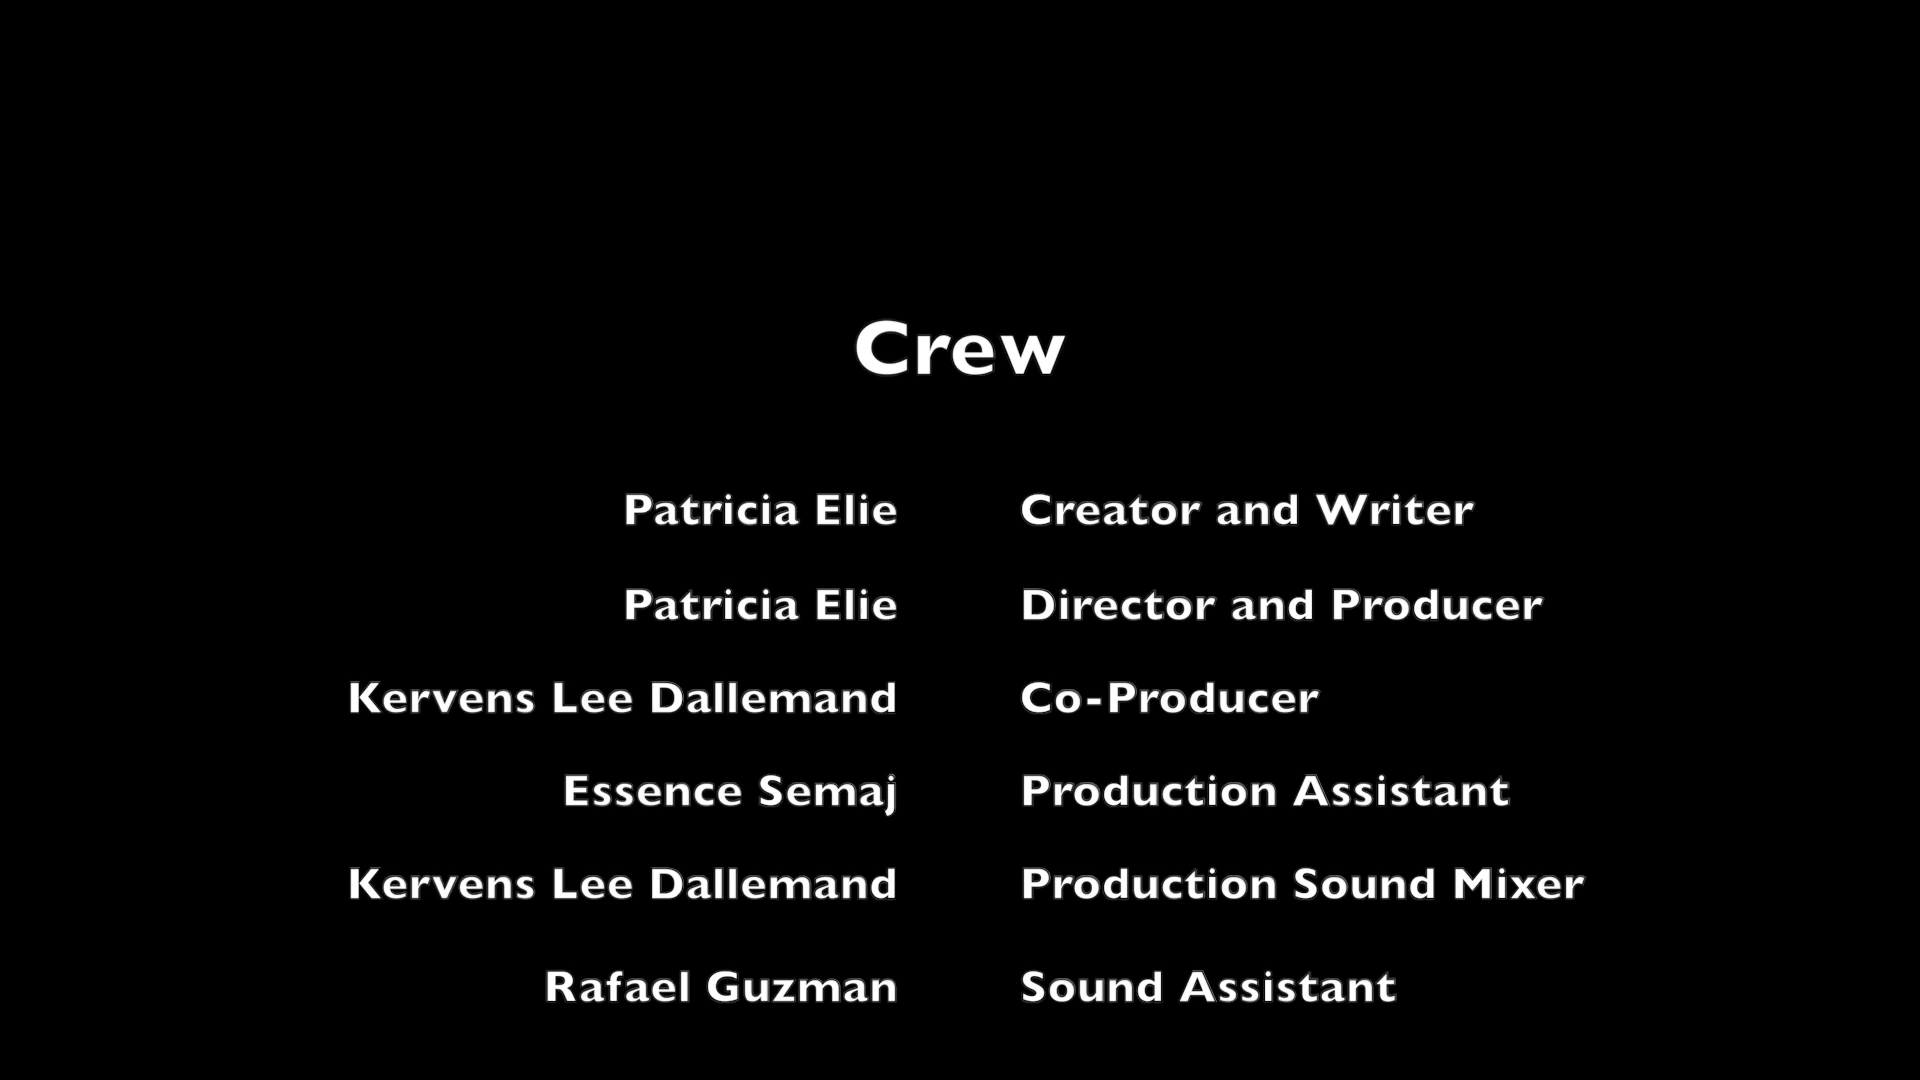 Crew
Patricia Elie Creator and Writer
Patricia Elie Director and Producer
Kervens Lee Dallemand Co-Producer
Essence Semaj Production Assistant
Kervens Lee Dallemand Production Sound Mixer
Rafael Guzman Sound Assistant